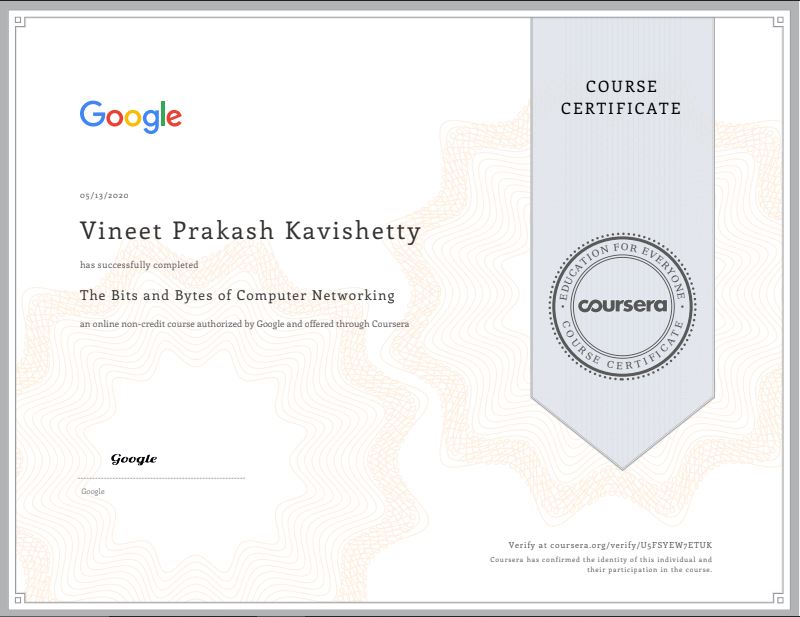 COURSE
CERTIFICATE
Google
05/13/2020
Vineet Prakash Kavishetty
has successfully completed
The Bits and Bytes of Computer Networking
an online non-credit course authorized by Google and offered through Coursera
EDUCATION FOR EVERYONE
coursera
COURSE CERTIFICATE
Google
Google
Verify at coursera.org/verify/U5FSYEW7ETUK
Coursera has confirmed the identity of this individual and
their participation in the course.